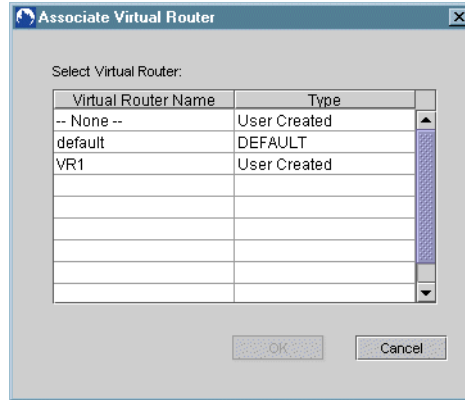 Associate Virtual Router
Select Virtual Router:
Virtual Router Name Type
-- None -- User Created
default DEFAULT
VR1 User Created
OK Cancel